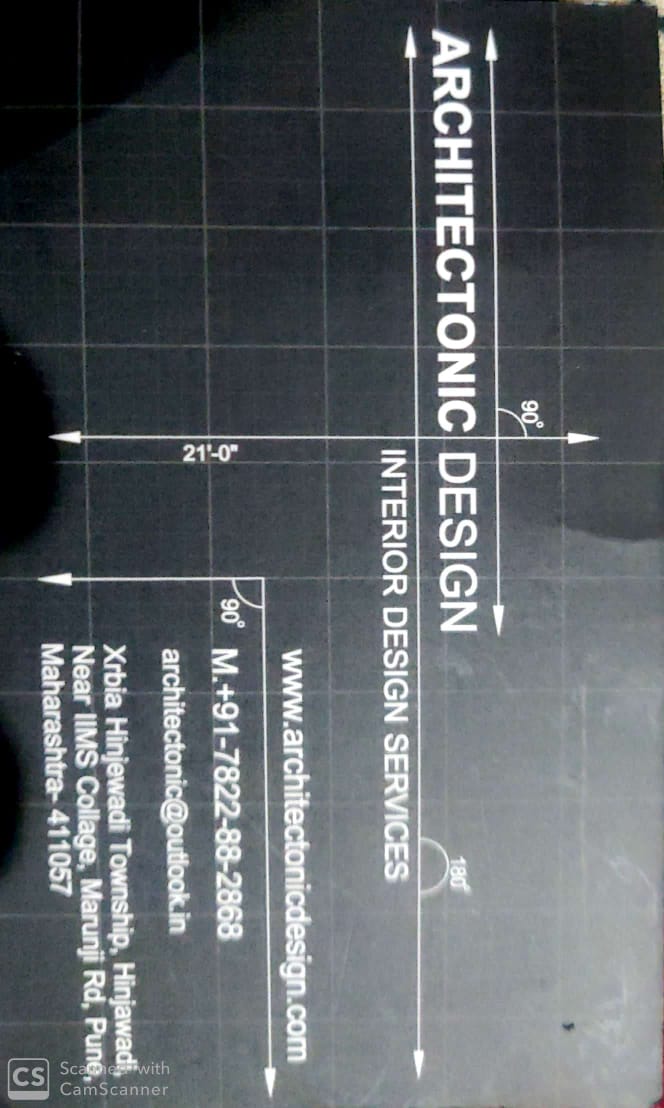 90°
ARCHITECTONIC DESIGN
INTERIOR DESIGN SERVICES
180°
21'-0"
www.architectonicdesign.com
90°
M.+91-7822-88-2868
architectonic@outlook.in
Xrbia Hinjewadi Township, Hinjawadi,
Near IIMS Collage, Marunji Rd, Pune,
Maharashtra- 411057
CS
Scanned with
CamScanner